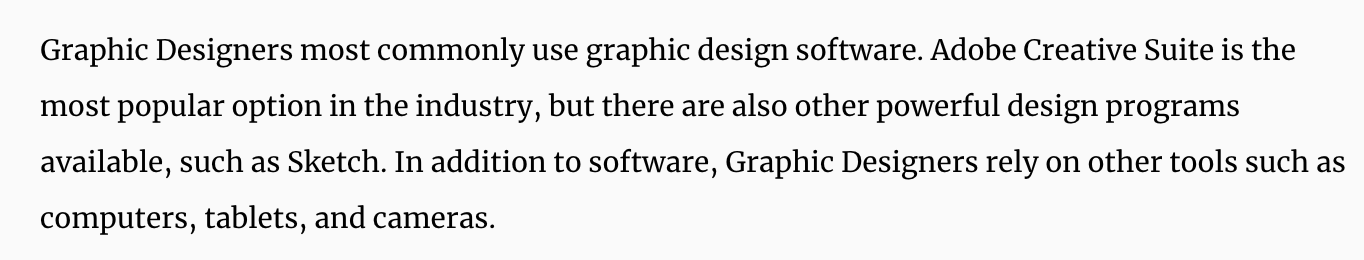 Graphic Designers most commonly use graphic design software. Adobe Creative Suite is the
most popular option in the industry, but there are also other powerful design programs
available, such as Sketch. In addition to software, Graphic Designers rely on other tools such as
computers, tablets, and cameras.